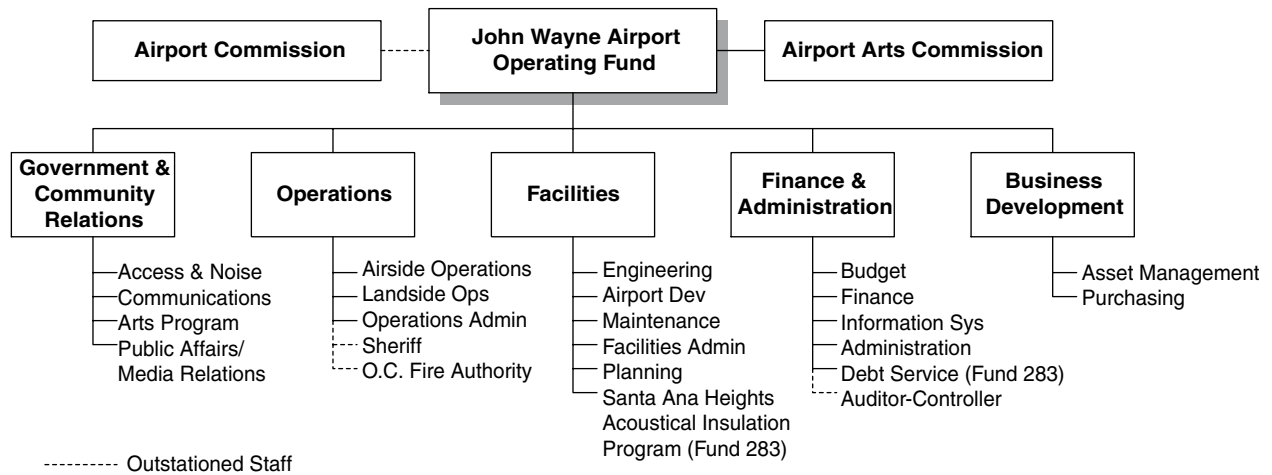 Airport Commission
John Wayne Airport
Operating Fund
Airport Arts Commission
Government &
Community
Relations
Operations
Facilities
Finance &
Administration
Business
Development
Access & Noise
Communications
Arts Program
Public Affairs/
Media Relations
Airside Operations
Landside Ops
Operations Admin
Sheriff
O.C. Fire Authority
Engineering
Airport Dev
Maintenance
Facilities Admin
Planning
Santa Ana Heights
Acoustical Insulation
Program (Fund 283)
Budget
Finance
Information Sys
Administration
Debt Service (Fund 283)
Auditor-Controller
Asset Management
Purchasing
Outstationed Staff